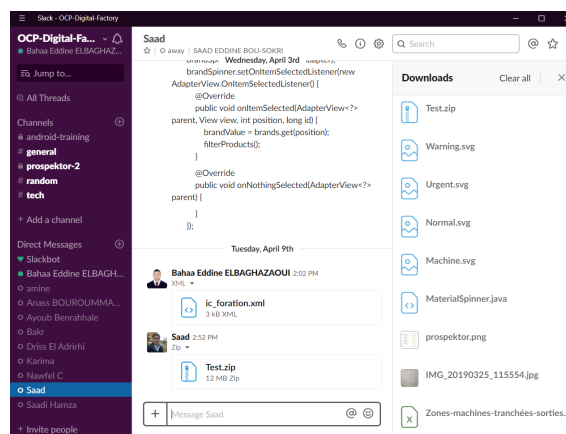 Slack - OCP-Digital-Factory
OCP-Digital-Fa...
Bahaa Eddine ELBAGHAZ...
Jump to...
All Threads
Channels
android-training
# general
prospektor-2
# random
# tech
+ Add a channel
Direct Messages
Slackbot
Bahaa Eddine ELBAGH...
amine
Anass BOUROUMMA...
Ayoub Benrahhale
Bakr
Driss El Adrirhi
Karima
Nawfel C
Saad
Saadi Hamza
+ Invite people
Saad
away | SAAD EDDINE BOU-SOKRI
Search
Wednesday, April 3rd
brandSpinner.setOnItemSelectedListener(new
AdapterView.OnItemSelectedListener() {
@Override
public void onItemSelected(AdapterView<?>
parent, View view, int position, long id) {
brandValue = brands.get(position);
filterProducts();
}
@Override
public void onNothingSelected(AdapterView<?>
parent) {
}
});
Tuesday, April 9th
Bahaa Eddine ELBAGHAZAOUI 2:02 PM
XML
ic_foration.xml
3 kB XML
Saad 2:52 PM
Zip
Test.zip
12 MB Zip
Message Saad
Downloads
Clear all
Test.zip
Warning.svg
Urgent.svg
Normal.svg
Machine.svg
MaterialSpinner.java
prospektor.png
IMG_20190325_115554.jpg
Zones-machines-tranchées-sorties.